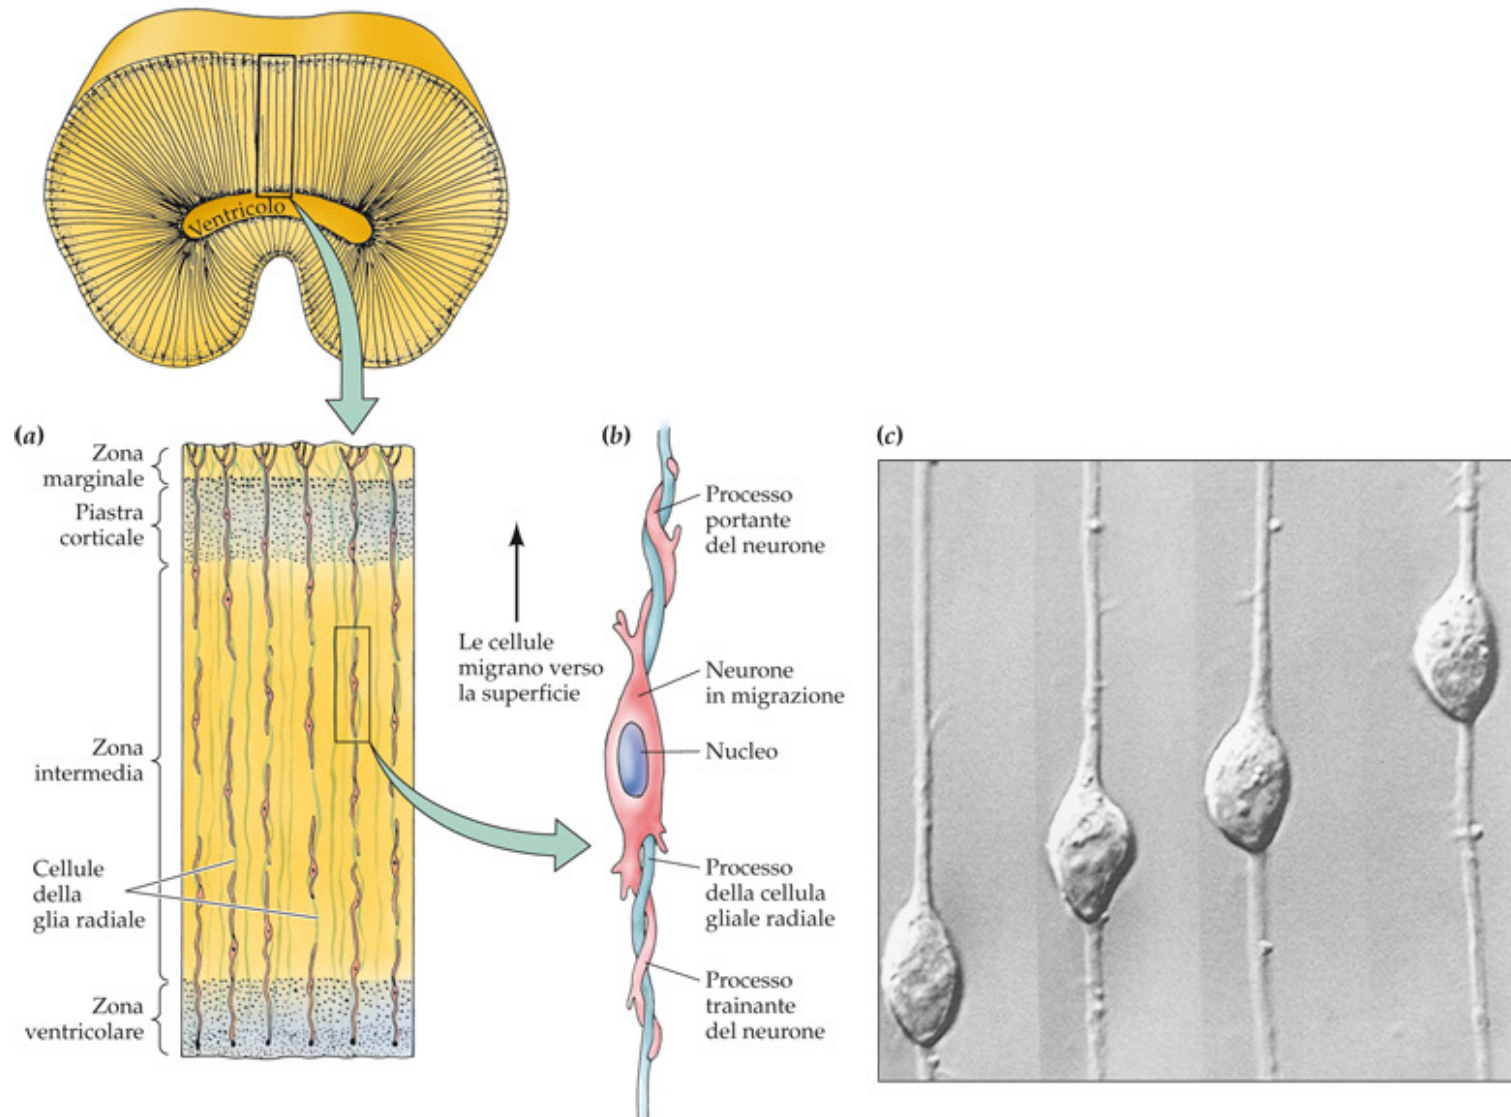 Ventricolo
(a)
Zona
marginale
Piastra
corticale
Zona
intermedia
Cellule
della
glia radiale
Zona
ventricolare
Le cellule
migrano verso
la superficie
(b)
Processo
portante
del neurone
Neurone
in migrazione
Nucleo
Processo
della cellula
gliale radiale
Processo
trainante
del neurone
(c)